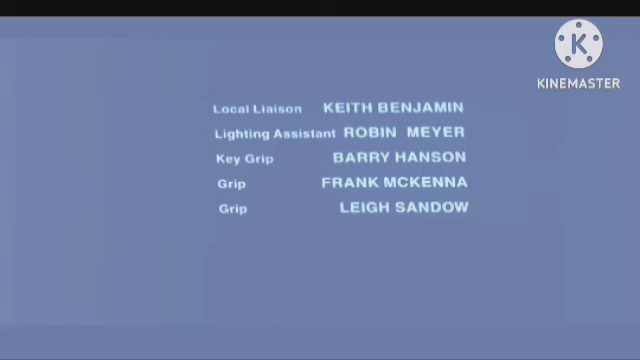 K
KINEMASTER
Local Liaison KEITH BENJAMIN
Lighting Assistant ROBIN MEYER
Key Grip BARRY HANSON
Grip FRANK MCKENNA
Grip LEIGH SANDOW